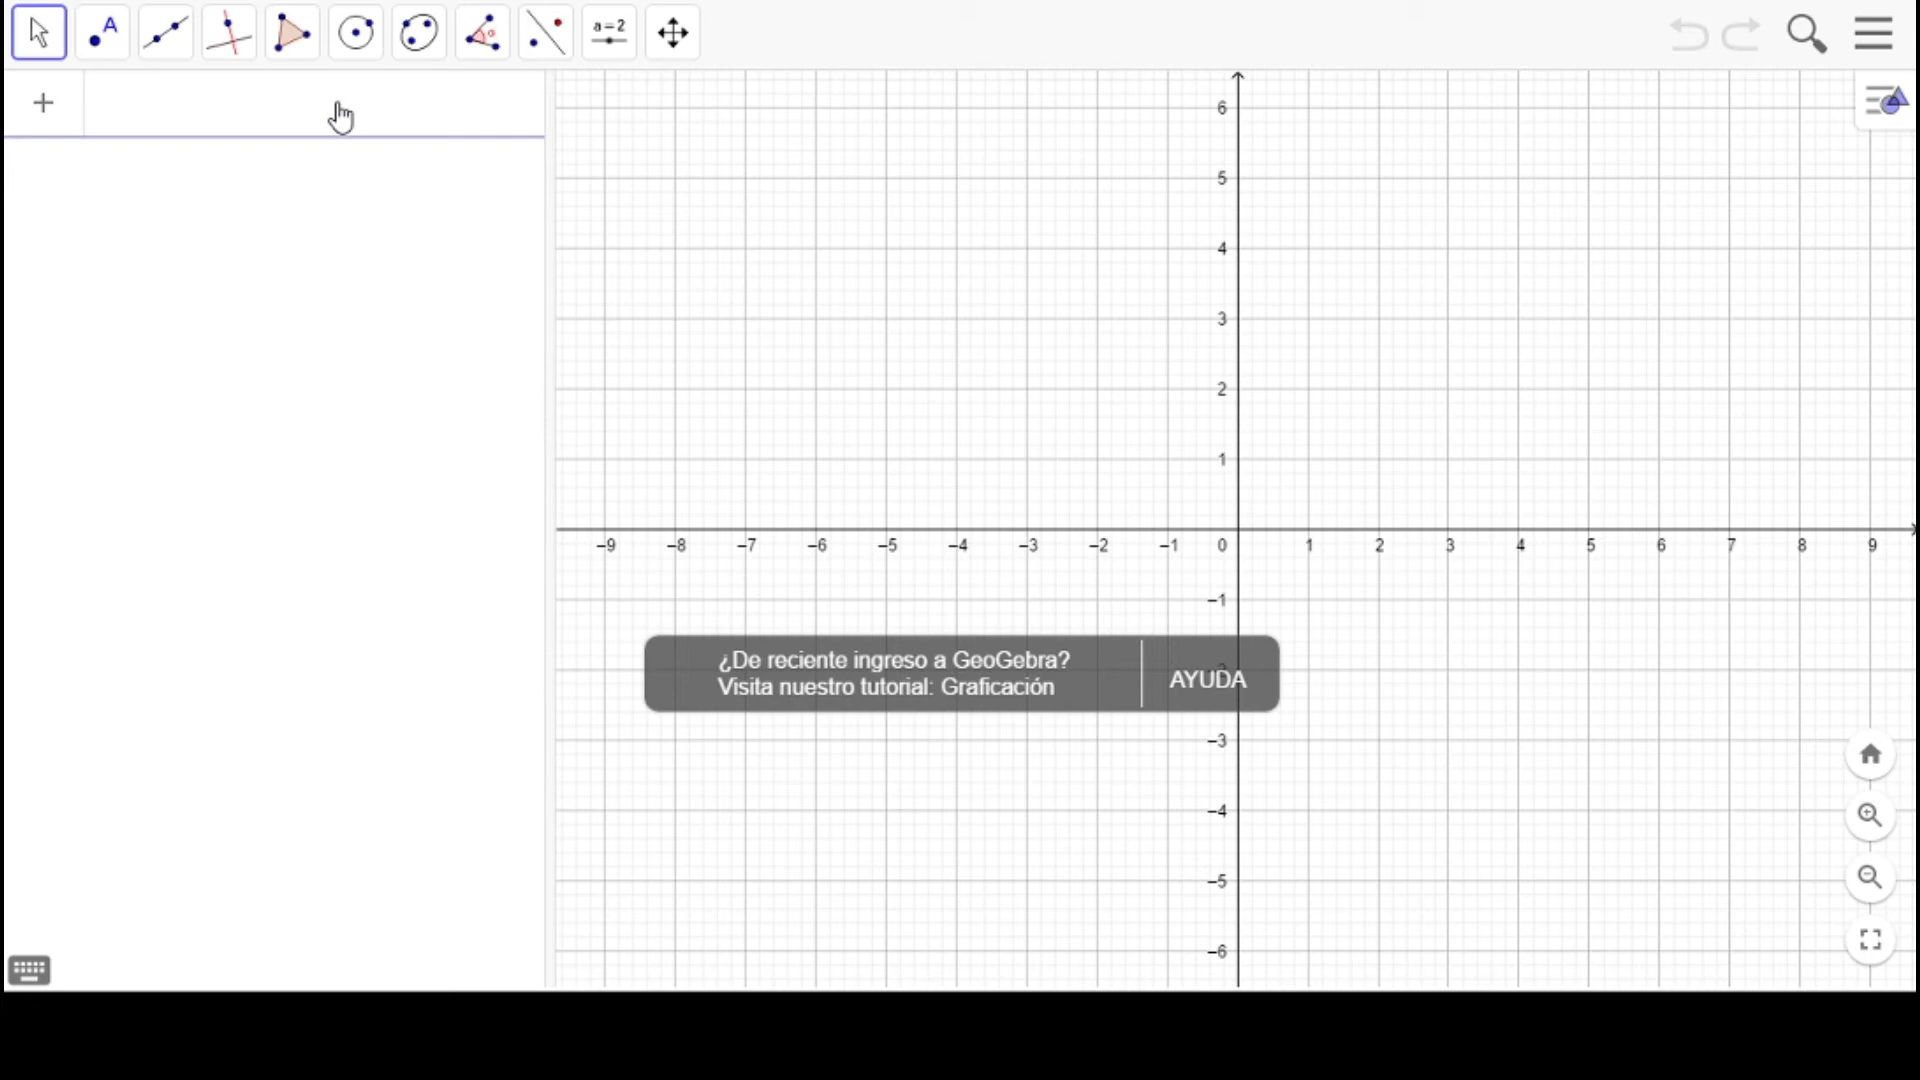 A
a=2
+
6
5
4
3
2
1
−9 −8 −7 −6 −5 −4 −3 −2 −1 0 1 2 3 4 5 6 7 8 9
−1
¿De reciente ingreso a GeoGebra?
Visita nuestro tutorial: Graficación
AYUDA
−3
−4
−5
−6